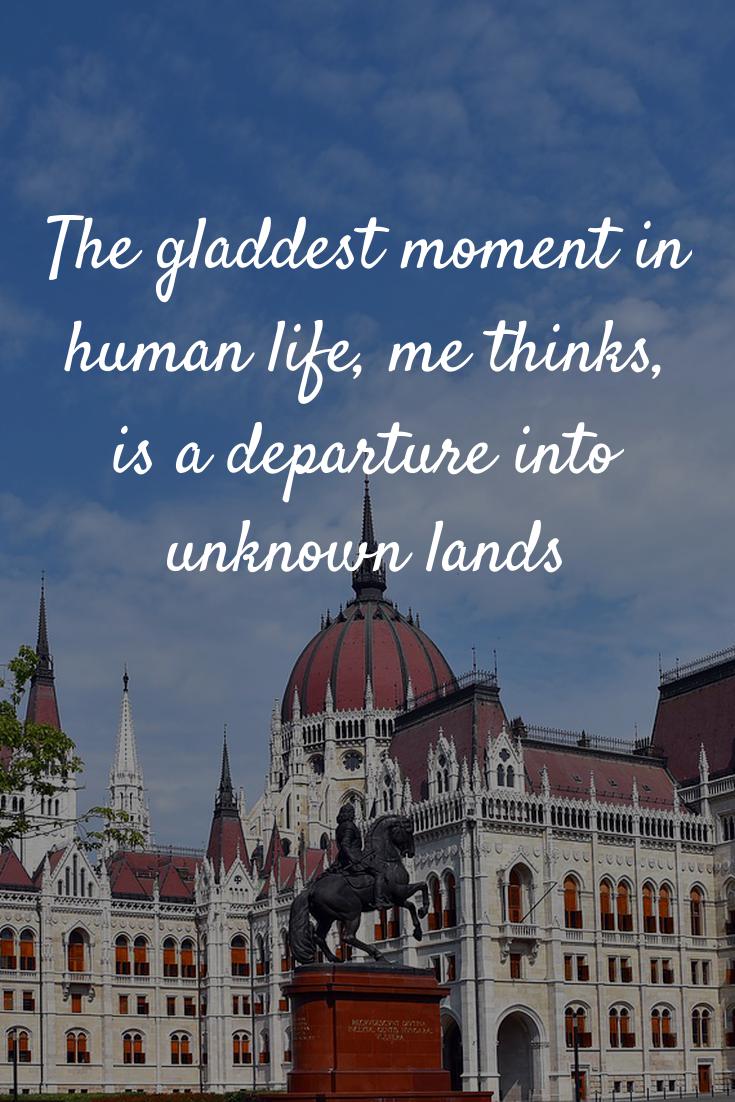 The gladdest moment in
human life, me thinks,
is a departure into
unknown lands